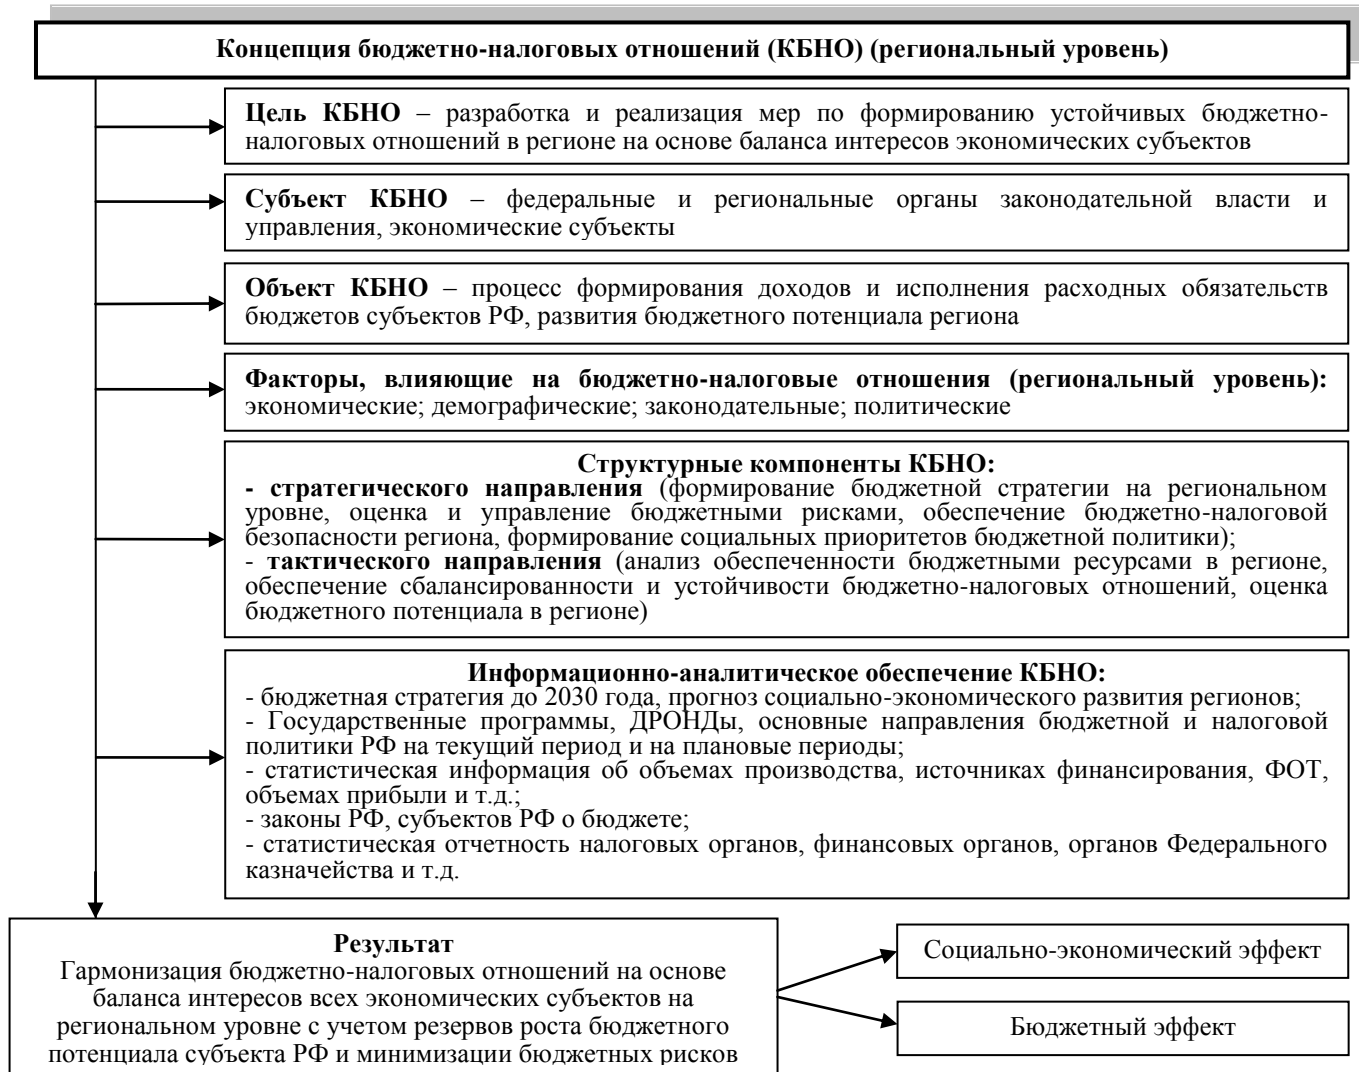 Концепция бюджетно-налоговых отношений (КБНО) (региональный уровень)
Цель КБНО – разработка и реализация мер по формированию устойчивых бюджетно-
налоговых отношений в регионе на основе баланса интересов экономических субъектов
Субъект КБНО – федеральные и региональные органы законодательной власти и
управления, экономические субъекты
Объект КБНО – процесс формирования доходов и исполнения расходных обязательств
бюджетов субъектов РФ, развития бюджетного потенциала региона
Факторы, влияющие на бюджетно-налоговые отношения (региональный уровень):
экономические; демографические; законодательные; политические
Структурные компоненты КБНО:
- стратегического направления (формирование бюджетной стратегии на региональном
уровне, оценка и управление бюджетными рисками, обеспечение бюджетно-налоговой
безопасности региона, формирование социальных приоритетов бюджетной политики);
- тактического направления (анализ обеспеченности бюджетными ресурсами в регионе,
обеспечение сбалансированности и устойчивости бюджетно-налоговых отношений, оценка
бюджетного потенциала в регионе)
Информационно-аналитическое обеспечение КБНО:
- бюджетная стратегия до 2030 года, прогноз социально-экономического развития регионов;
- Государственные программы, ДРОНДы, основные направления бюджетной и налоговой
политики РФ на текущий период и на плановые периоды;
- статистическая информация об объемах производства, источниках финансирования, ФОТ,
объемах прибыли и т.д.;
- законы РФ, субъектов РФ о бюджете;
- статистическая отчетность налоговых органов, финансовых органов, органов Федерального
казначейства и т.д.
Результат
Гармонизация бюджетно-налоговых отношений на основе
баланса интересов всех экономических субъектов на
региональном уровне с учетом резервов роста бюджетного
потенциала субъекта РФ и минимизации бюджетных рисков
Социально-экономический эффект
Бюджетный эффект